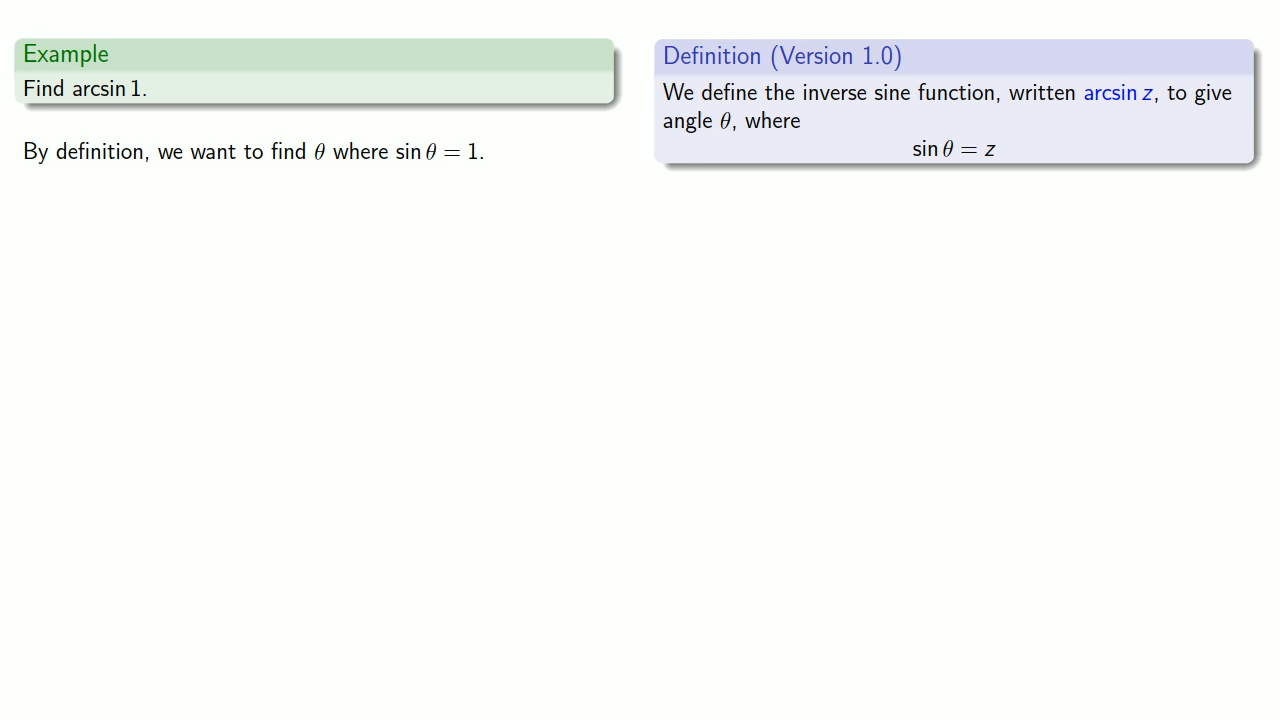 Example
Find arcsin 1.
By definition, we want to find θ where sin θ = 1.
Definition (Version 1.0)
We define the inverse sine function, written arcsin z, to give
angle θ, where
sin θ = z